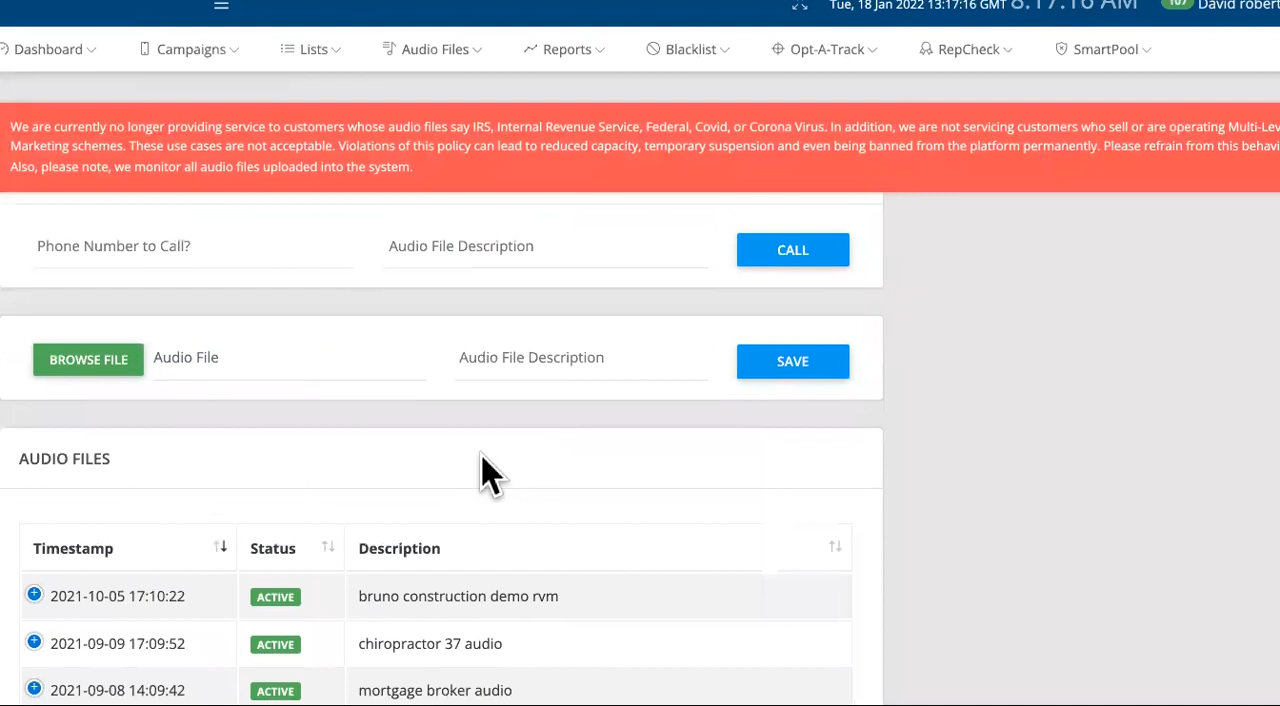 Tue, 18 Jan 2022 13:17:16 GMT 8:17:16 AM 107 David robert
Dashboard Campaigns Lists Audio Files Reports Blacklist Opt-A-Track RepCheck SmartPool
We are currently no longer providing service to customers whose audio files say IRS, Internal Revenue Service, Federal, Covid, or Corona Virus. In addition, we are not servicing customers who sell or are operating Multi-Lev
Marketing schemes. These use cases are not acceptable. Violations of this policy can lead to reduced capacity, temporary suspension and even being banned from the platform permanently. Please refrain from this behavi
Also, please note, we monitor all audio files uploaded into the system.
Phone Number to Call? Audio File Description CALL
BROWSE FILE Audio File Audio File Description SAVE
AUDIO FILES
Timestamp Status Description
2021-10-05 17:10:22 ACTIVE bruno construction demo rvm
2021-09-09 17:09:52 ACTIVE chiropractor 37 audio
2021-09-08 14:09:42 ACTIVE mortgage broker audio